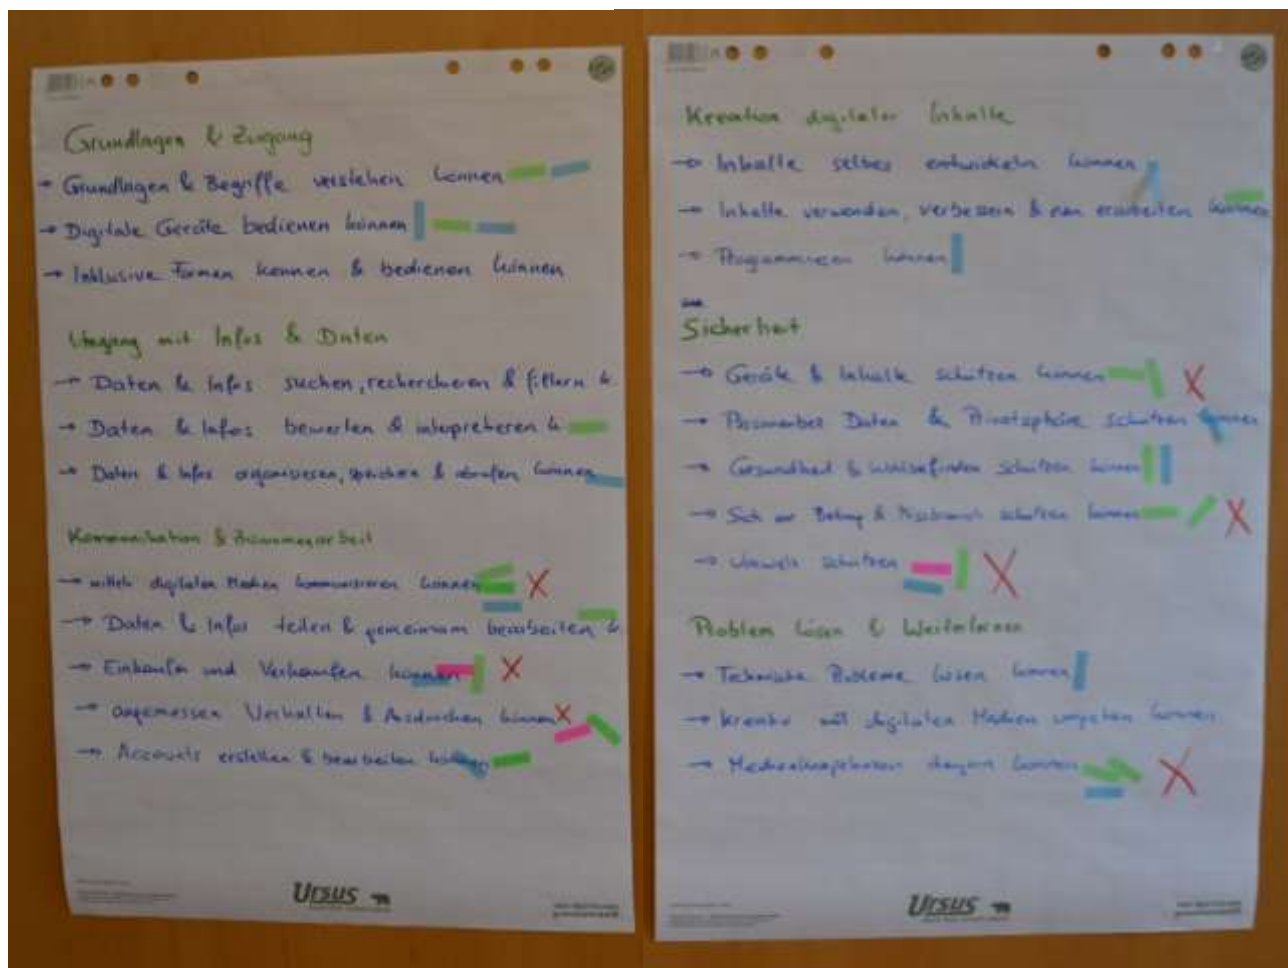 Grundlagen & Zugang
→ Grundlagen & Begriffe verstehen können
→ Digitale Geräte bedienen können
→ Inklusive Formen kennen & bedienen können
Umgang mit Infos & Daten
→ Daten & Infos suchen, recherchieren & filtern k.
→ Daten & Infos bewerten & interpretieren k.
→ Daten & Infos organisieren, speichern & abrufen können
Kommunikation & Zusammenarbeit
→ mittels digitalen Medien kommunizieren können X
→ Daten & Infos teilen & gemeinsam bearbeiten k.
→ Einkaufen und Verkaufen können X
→ angemessen Verhalten & Ausdrücken können X
→ Accounts erstellen & bearbeiten können
Ursus
Kreation digitaler Inhalte
→ Inhalte selber entwickeln können
→ Inhalte verwenden, verbessern & neu erarbeiten können
→ Programmieren können
Sicherheit
→ Geräte & Inhalte schützen können X
→ Daten & Privatsphäre schützen können
→ Gesundheit & Wohlbefinden schützen können
→ Sich vor Betrug & Missbrauch schützen können X
→ Umwelt schützen X
Problem lösen & Weiterlernen
→ Technische Probleme lösen können
→ kreativ mit digitalen Medien umgehen können
→ können X
Ursus